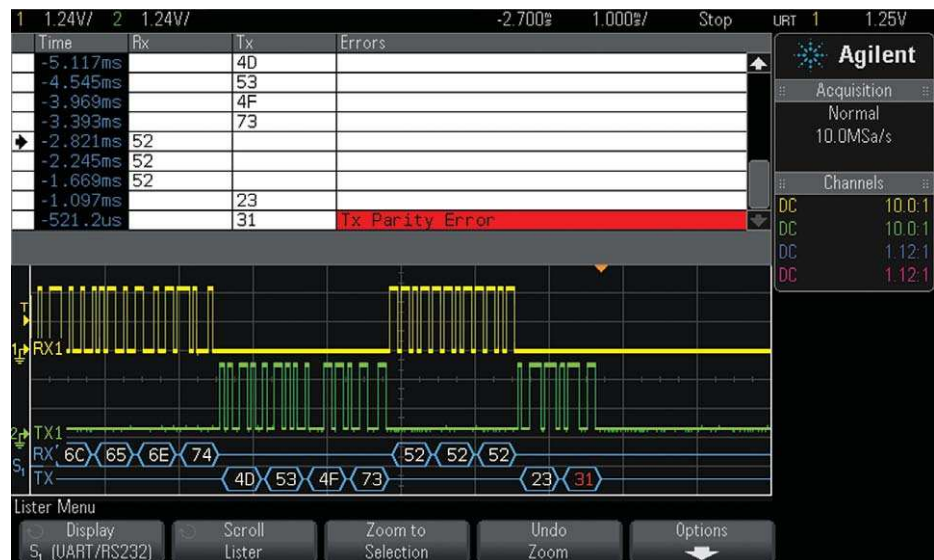 1 1.24V/ 2 1.24V/ -2.700ms 1.000ms/ Stop URT 1 1.25V
Time Rx Tx Errors
-5.117ms 4D
-4.545ms 53
-3.969ms 4F
-3.393ms 73
-2.821ms 52
-2.245ms 52
-1.669ms 52
-1.097ms 23
-521.2us 31 Tx Parity Error
Agilent
Acquisition
Normal
10.0MSa/s
Channels
DC 10.0:1
DC 10.0:1
DC 1.12:1
DC 1.12:1
T
1 RX1
2 TX1
S1
RX 6C 65 6E 74 52 52 52
TX 4D 53 4F 73 23 31
Lister Menu
Display
S1 (UART/RS232)
Scroll
Lister
Zoom to
Selection
Undo
Zoom
Options